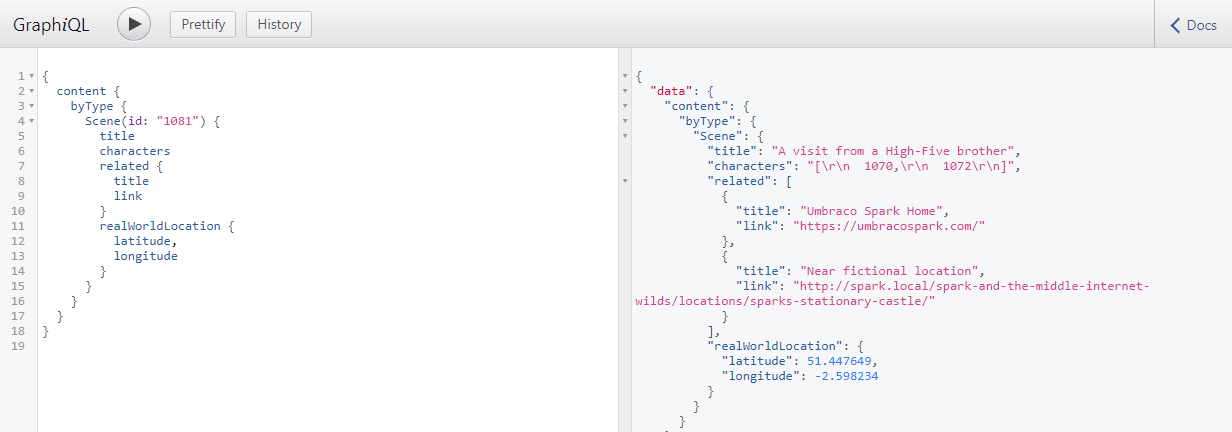 GraphiQL
Prettify
History
Docs
1 {
2 content {
3 byType {
4 Scene(id: "1081") {
5 title
6 characters
7 related {
8 title
9 link
10 }
11 realWorldLocation {
12 latitude,
13 longitude
14 }
15 }
16 }
17 }
18 }
19
{
"data": {
"content": {
"byType": {
"Scene": {
"title": "A visit from a High-Five brother",
"characters": "[\r\n  1070,\r\n  1072\r\n]",
"related": [
{
"title": "Umbraco Spark Home",
"link": "https://umbracospark.com/"
},
{
"title": "Near fictional location",
"link": "http://spark.local/spark-and-the-middle-internet-
wilds/locations/sparks-stationary-castle/"
}
],
"realWorldLocation": {
"latitude": 51.447649,
"longitude": -2.598234
}
}
}